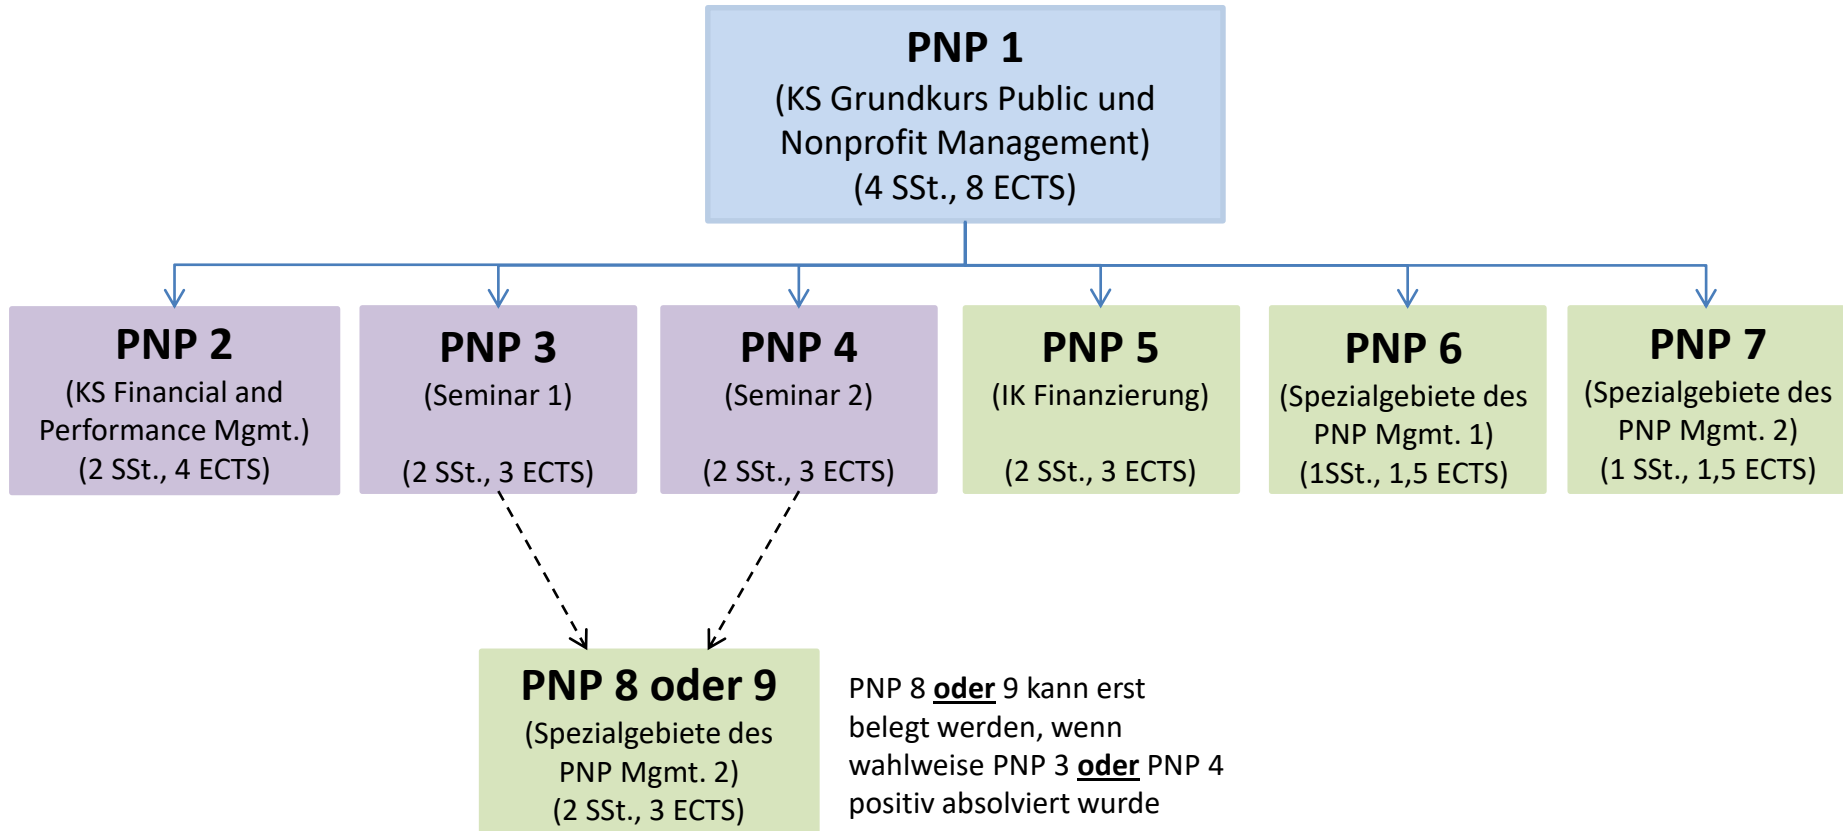 PNP 1
(KS Grundkurs Public und
Nonprofit Management)
(4 SSt., 8 ECTS)
PNP 2
(KS Financial and
Performance Mgmt.)
(2 SSt., 4 ECTS)
PNP 3
(Seminar 1)
(2 SSt., 3 ECTS)
PNP 4
(Seminar 2)
(2 SSt., 3 ECTS)
PNP 5
(IK Finanzierung)
(2 SSt., 3 ECTS)
PNP 6
(Spezialgebiete des
PNP Mgmt. 1)
(1SSt., 1,5 ECTS)
PNP 7
(Spezialgebiete des
PNP Mgmt. 2)
(1 SSt., 1,5 ECTS)
PNP 8 oder 9
(Spezialgebiete des
PNP Mgmt. 2)
(2 SSt., 3 ECTS)
PNP 8 oder 9 kann erst
belegt werden, wenn
wahlweise PNP 3 oder PNP 4
positiv absolviert wurde